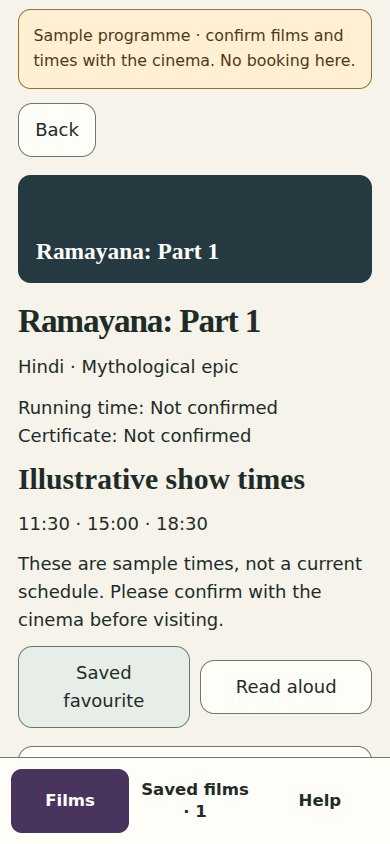 Sample programme · confirm films and
times with the cinema. No booking here.
Back
Ramayana: Part 1
Ramayana: Part 1
Hindi · Mythological epic
Running time: Not confirmed
Certificate: Not confirmed
Illustrative show times
11:30 · 15:00 · 18:30
These are sample times, not a current
schedule. Please confirm with the
cinema before visiting.
Saved
favourite
Read aloud
Films
Saved films
· 1
Help